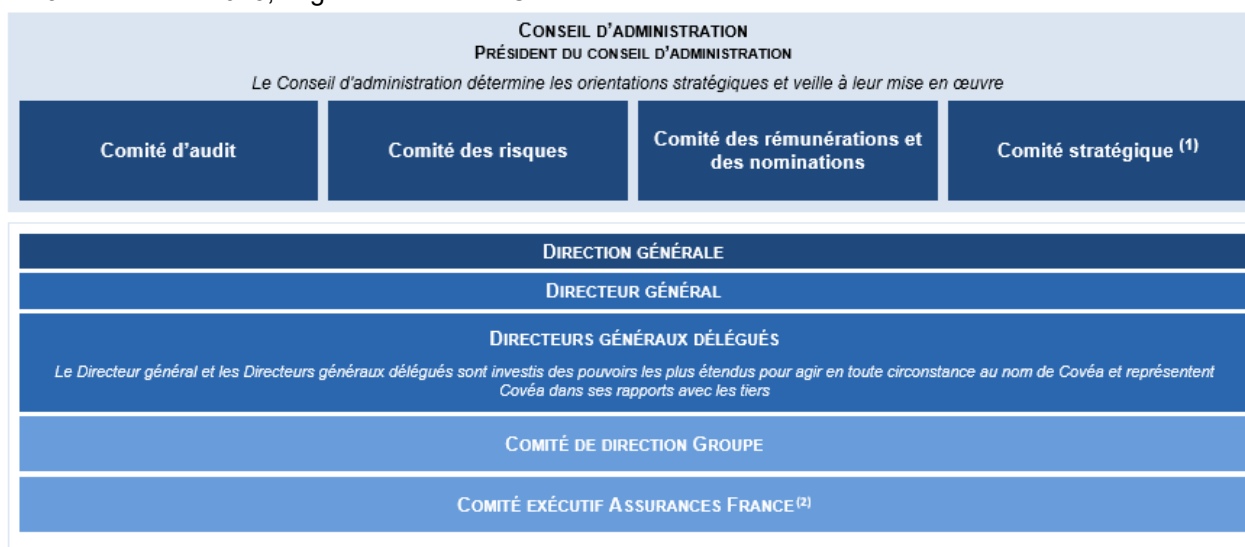 CONSEIL D'ADMINISTRATION
PRÉSIDENT DU CONSEIL D'ADMINISTRATION
Le Conseil d'administration détermine les orientations stratégiques et veille à leur mise en œuvre
Comité d'audit
Comité des risques
Comité des rémunérations et
des nominations
Comité stratégique (1)
DIRECTION GÉNÉRALE
DIRECTEUR GÉNÉRAL
DIRECTEURS GÉNÉRAUX DÉLÉGUÉS
Le Directeur général et les Directeurs généraux délégués sont investis des pouvoirs les plus étendus pour agir en toute circonstance au nom de Covéa et représentent
Covéa dans ses rapports avec les tiers
COMITÉ DE DIRECTION GROUPE
COMITÉ EXÉCUTIF ASSURANCES FRANCE (2)